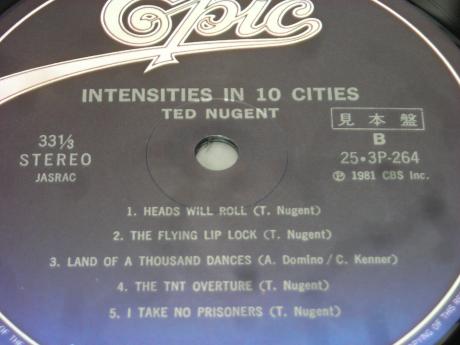 Epic
INTENSITIES IN 10 CITIES
TED NUGENT
33⅓
STEREO
JASRAC
見本盤
B
25・3P-264
Ⓟ 1981 CBS Inc.
1. HEADS WILL ROLL (T. Nugent)
2. THE FLYING LIP LOCK (T. Nugent)
3. LAND OF A THOUSAND DANCES (A. Domino/C. Kenner)
4. THE TNT OVERTURE (T. Nugent)
5. I TAKE NO PRISONERS (T. Nugent)